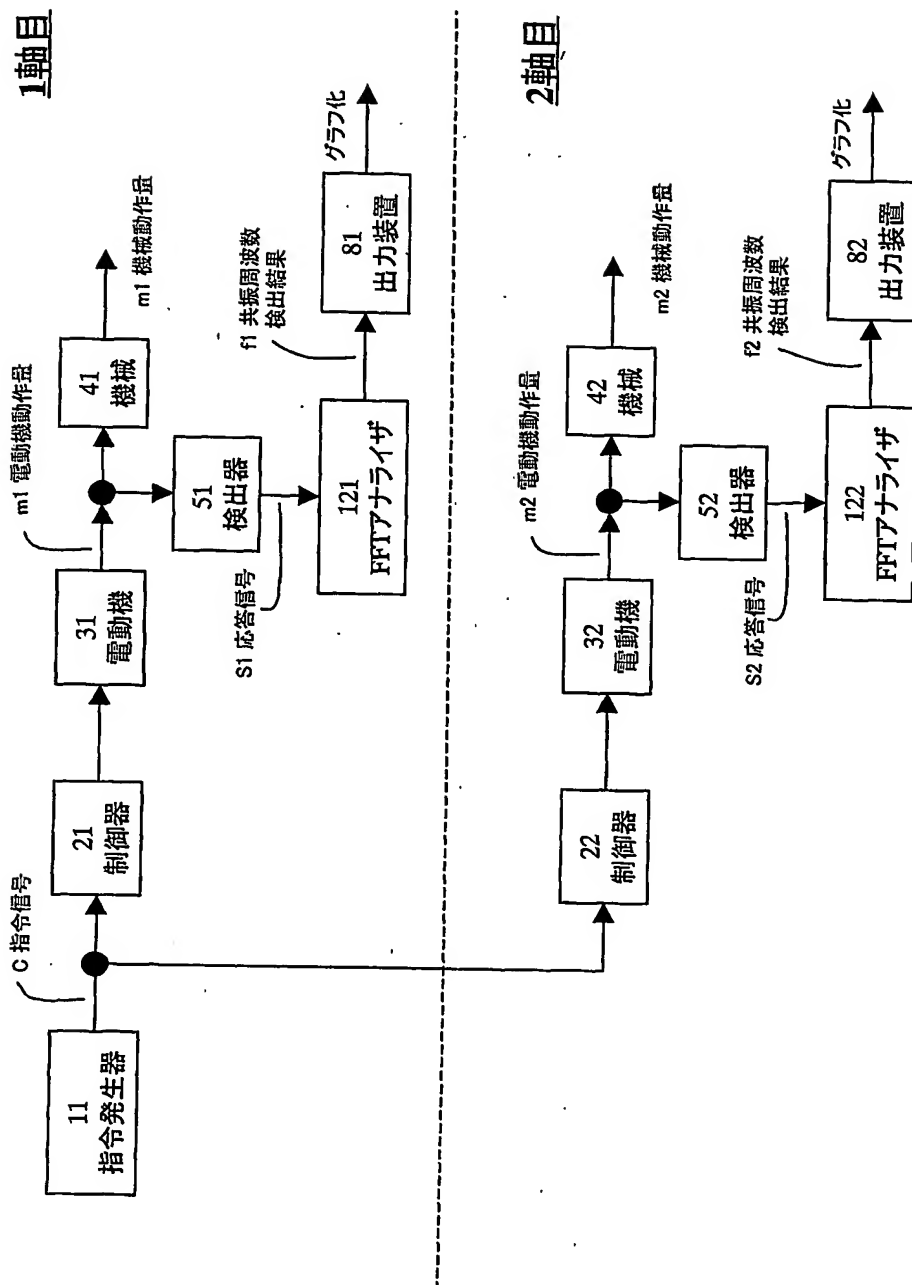 1軸目
C 指令信号
11
指令発生器
21
制御器
31
電動機
m1 電動機動作量
41
機械
m1 機械動作量
51
検出器
S1 応答信号
121
FFTアナライザ
f1 共振周波数
検出結果
81
出力装置
グラフ化
2軸目
22
制御器
32
電動機
m2 電動機動作量
42
機械
m2 機械動作量
52
検出器
S2 応答信号
122
FFTアナライザ
f2 共振周波数
検出結果
82
出力装置
グラフ化